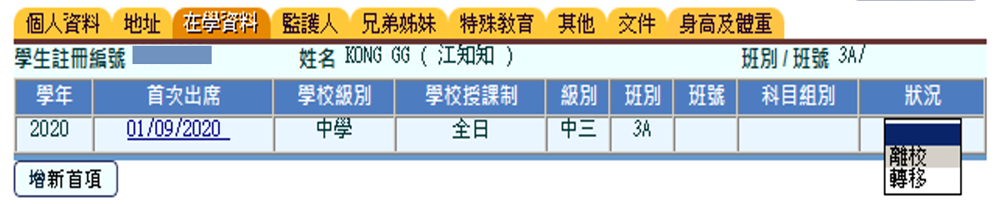 個人資料 地址 在學資料 監護人 兄弟姊妹 特殊教育 其他 文件 身高及體重
學生註冊編號 姓名 KONG GG ( 江知知 ) 班別 / 班號 3A/
學年 首次出席 學校級別 學校授課制 級別 班別 班號 科目組別 狀況
2020 01/09/2020 中學 全日 中三 3A
離校
轉移
增新首項